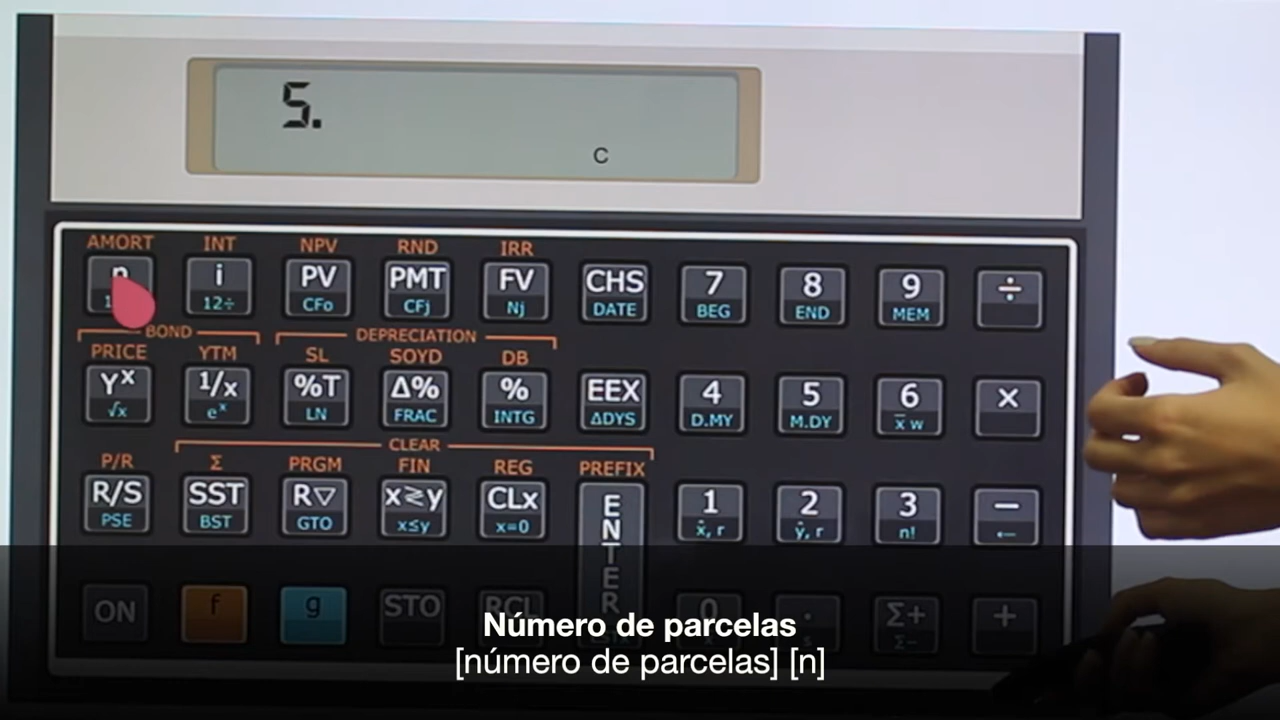 5.
C
AMORT INT NPV RND IRR
n i PV PMT FV CHS 7 8 9 ÷
12÷ CFo CFj Nj DATE BEG END MEM
BOND DEPRECIATION
PRICE YTM SL SOYD DB
Yx 1/x %T Δ% % EEX 4 5 6 ×
√x ex LN FRAC INTG ΔDYS D.MY M.DY x̄ w
CLEAR
P/R Σ PRGM FIN REG PREFIX
R/S SST R▽ x≷y CLx ENTER 1 2 3 −
PSE BST GTO x≤y x=0 x̂, r ŷ, r n! ←
ON f g STO RCL 0 · Σ+ +
Σ−
Número de parcelas
[número de parcelas] [n]